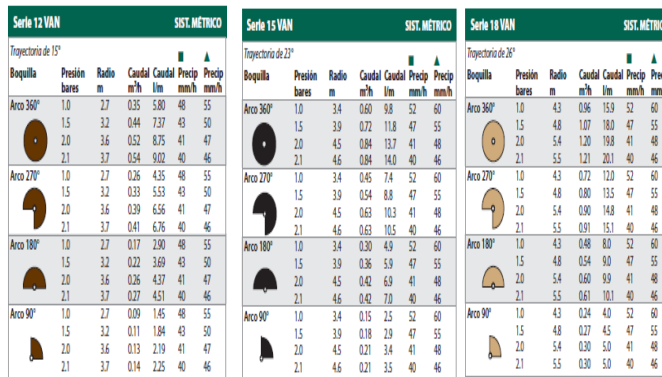 Serie 12 VAN SIST. MÉTRICO
Trayectoria de 15°
Boquilla Presión Radio Caudal Caudal Precip Precip
bares m m³/h l/m mm/h mm/h
Arco 360° 1.0 2.7 0.35 5.80 48 55
1.5 3.2 0.44 7.37 43 50
2.0 3.6 0.52 8.75 41 47
2.1 3.7 0.54 9.02 40 46
Arco 270° 1.0 2.7 0.26 4.35 48 55
1.5 3.2 0.33 5.53 43 50
2.0 3.6 0.39 6.56 41 47
2.1 3.7 0.41 6.76 40 46
Arco 180° 1.0 2.7 0.17 2.90 48 55
1.5 3.2 0.22 3.69 43 50
2.0 3.6 0.26 4.37 41 47
2.1 3.7 0.27 4.51 40 46
Arco 90° 1.0 2.7 0.09 1.45 48 55
1.5 3.2 0.11 1.84 43 50
2.0 3.6 0.13 2.19 41 47
2.1 3.7 0.14 2.25 40 46
Serie 15 VAN SIST. MÉTRICO
Trayectoria de 23°
Boquilla Presión Radio Caudal Caudal Precip Precip
bares m m³/h l/m mm/h mm/h
Arco 360° 1.0 3.4 0.60 9.8 52 60
1.5 3.9 0.72 11.8 47 55
2.0 4.5 0.84 13.7 41 48
2.1 4.6 0.84 14.0 40 46
Arco 270° 1.0 3.4 0.45 7.4 52 60
1.5 3.9 0.54 8.8 47 55
2.0 4.5 0.63 10.3 41 48
2.1 4.6 0.63 10.5 40 46
Arco 180° 1.0 3.4 0.30 4.9 52 60
1.5 3.9 0.36 5.9 47 55
2.0 4.5 0.42 6.9 41 48
2.1 4.6 0.42 7.0 40 46
Arco 90° 1.0 3.4 0.15 2.5 52 60
1.5 3.9 0.18 2.9 47 55
2.0 4.5 0.21 3.4 41 48
2.1 4.6 0.21 3.5 40 46
Serie 18 VAN SIST. MÉTRI
Trayectoria de 26°
Boquilla Presión Radio Caudal Caudal Precip Pre
bares m m³/h l/m mm/h mm
Arco 360° 1.0 4.3 0.96 15.9 52 60
1.5 4.8 1.07 18.0 47 55
2.0 5.4 1.20 19.8 41 48
2.1 5.5 1.21 20.1 40 46
Arco 270° 1.0 4.3 0.72 12.0 52 60
1.5 4.8 0.80 13.5 47 55
2.0 5.4 0.90 14.8 41 48
2.1 5.5 0.91 15.1 40 46
Arco 180° 1.0 4.3 0.48 8.0 52 60
1.5 4.8 0.54 9.0 47 55
2.0 5.4 0.60 9.9 41 48
2.1 5.5 0.61 10.1 40 46
Arco 90° 1.0 4.3 0.24 4.0 52 60
1.5 4.8 0.27 4.5 47 55
2.0 5.4 0.30 5.0 41 48
2.1 5.5 0.30 5.0 40 46